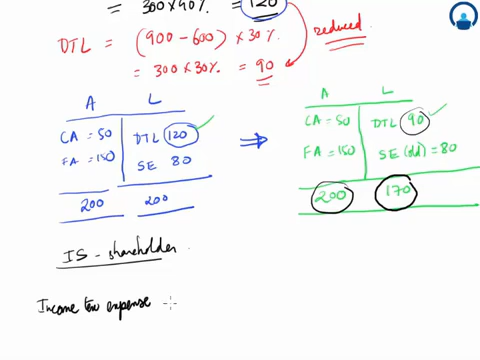 = 300 × 40% = 120
DTL = (900 - 600) × 30% reduced
= 300 × 30% = 90
A L
CA = 50 DTL 120
FA = 150 SE 80
200 200
⇒
A L
CA = 50 DTL 90
FA = 150 SE (old) = 80
200 170
IS - shareholder
Income tax expense